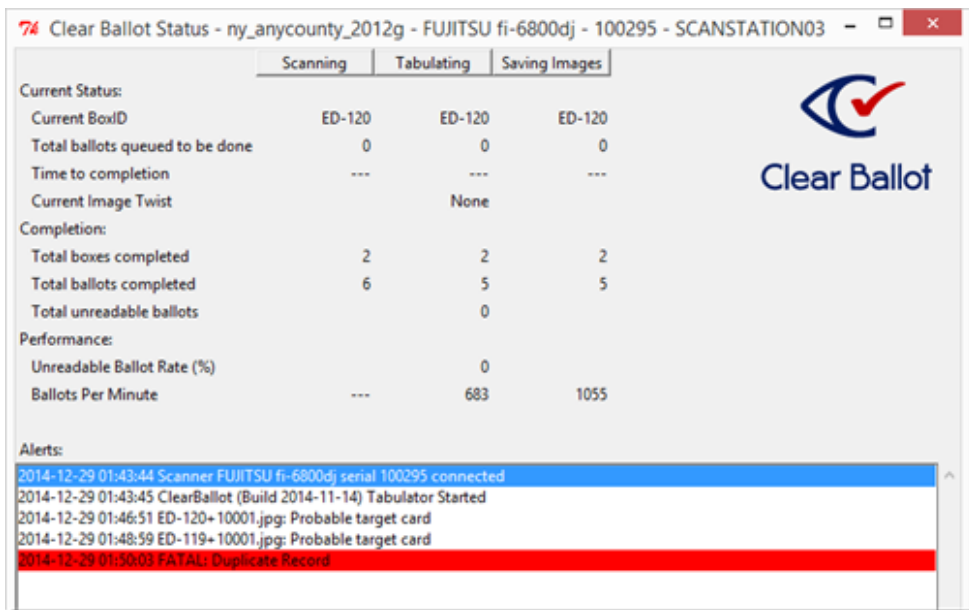 Clear Ballot Status - ny_anycounty_2012g - FUJITSU fi-6800dj - 100295 - SCANSTATION03
Scanning Tabulating Saving Images
Current Status:
Current BoxID ED-120 ED-120 ED-120
Total ballots queued to be done 0 0 0
Time to completion --- --- ---
Current Image Twist None
Completion:
Total boxes completed 2 2 2
Total ballots completed 6 5 5
Total unreadable ballots 0
Performance:
Unreadable Ballot Rate (%) 0
Ballots Per Minute --- 683 1055
Clear Ballot
Alerts:
2014-12-29 01:43:44 Scanner FUJITSU fi-6800dj serial 100295 connected
2014-12-29 01:43:45 ClearBallot (Build 2014-11-14) Tabulator Started
2014-12-29 01:46:51 ED-120+10001.jpg: Probable target card
2014-12-29 01:48:59 ED-119+10001.jpg: Probable target card
2014-12-29 01:50:03 FATAL: Duplicate Record